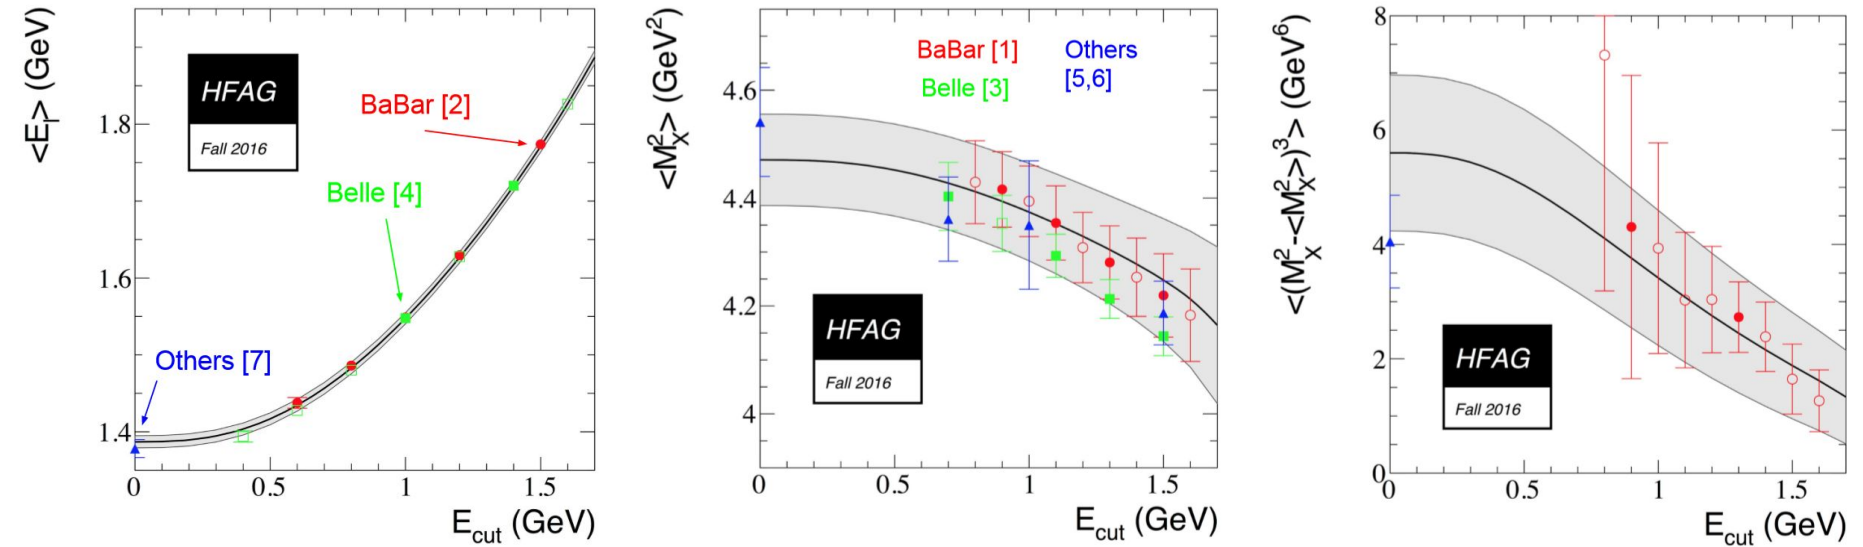 <E_l> (GeV)
1.8
1.6
1.4
HFAG
Fall 2016
BaBar [2]
Belle [4]
Others [7]
0
0.5
1
1.5
E_cut (GeV)
<M_X^2> (GeV^2)
4.6
4.4
4.2
4
BaBar [1]
Others
[5,6]
Belle [3]
HFAG
Fall 2016
0
0.5
1
1.5
E_cut (GeV)
<(M_X^2-<M_X^2>)^3> (GeV^6)
8
6
4
2
0
HFAG
Fall 2016
0
0.5
1
1.5
E_cut (GeV)